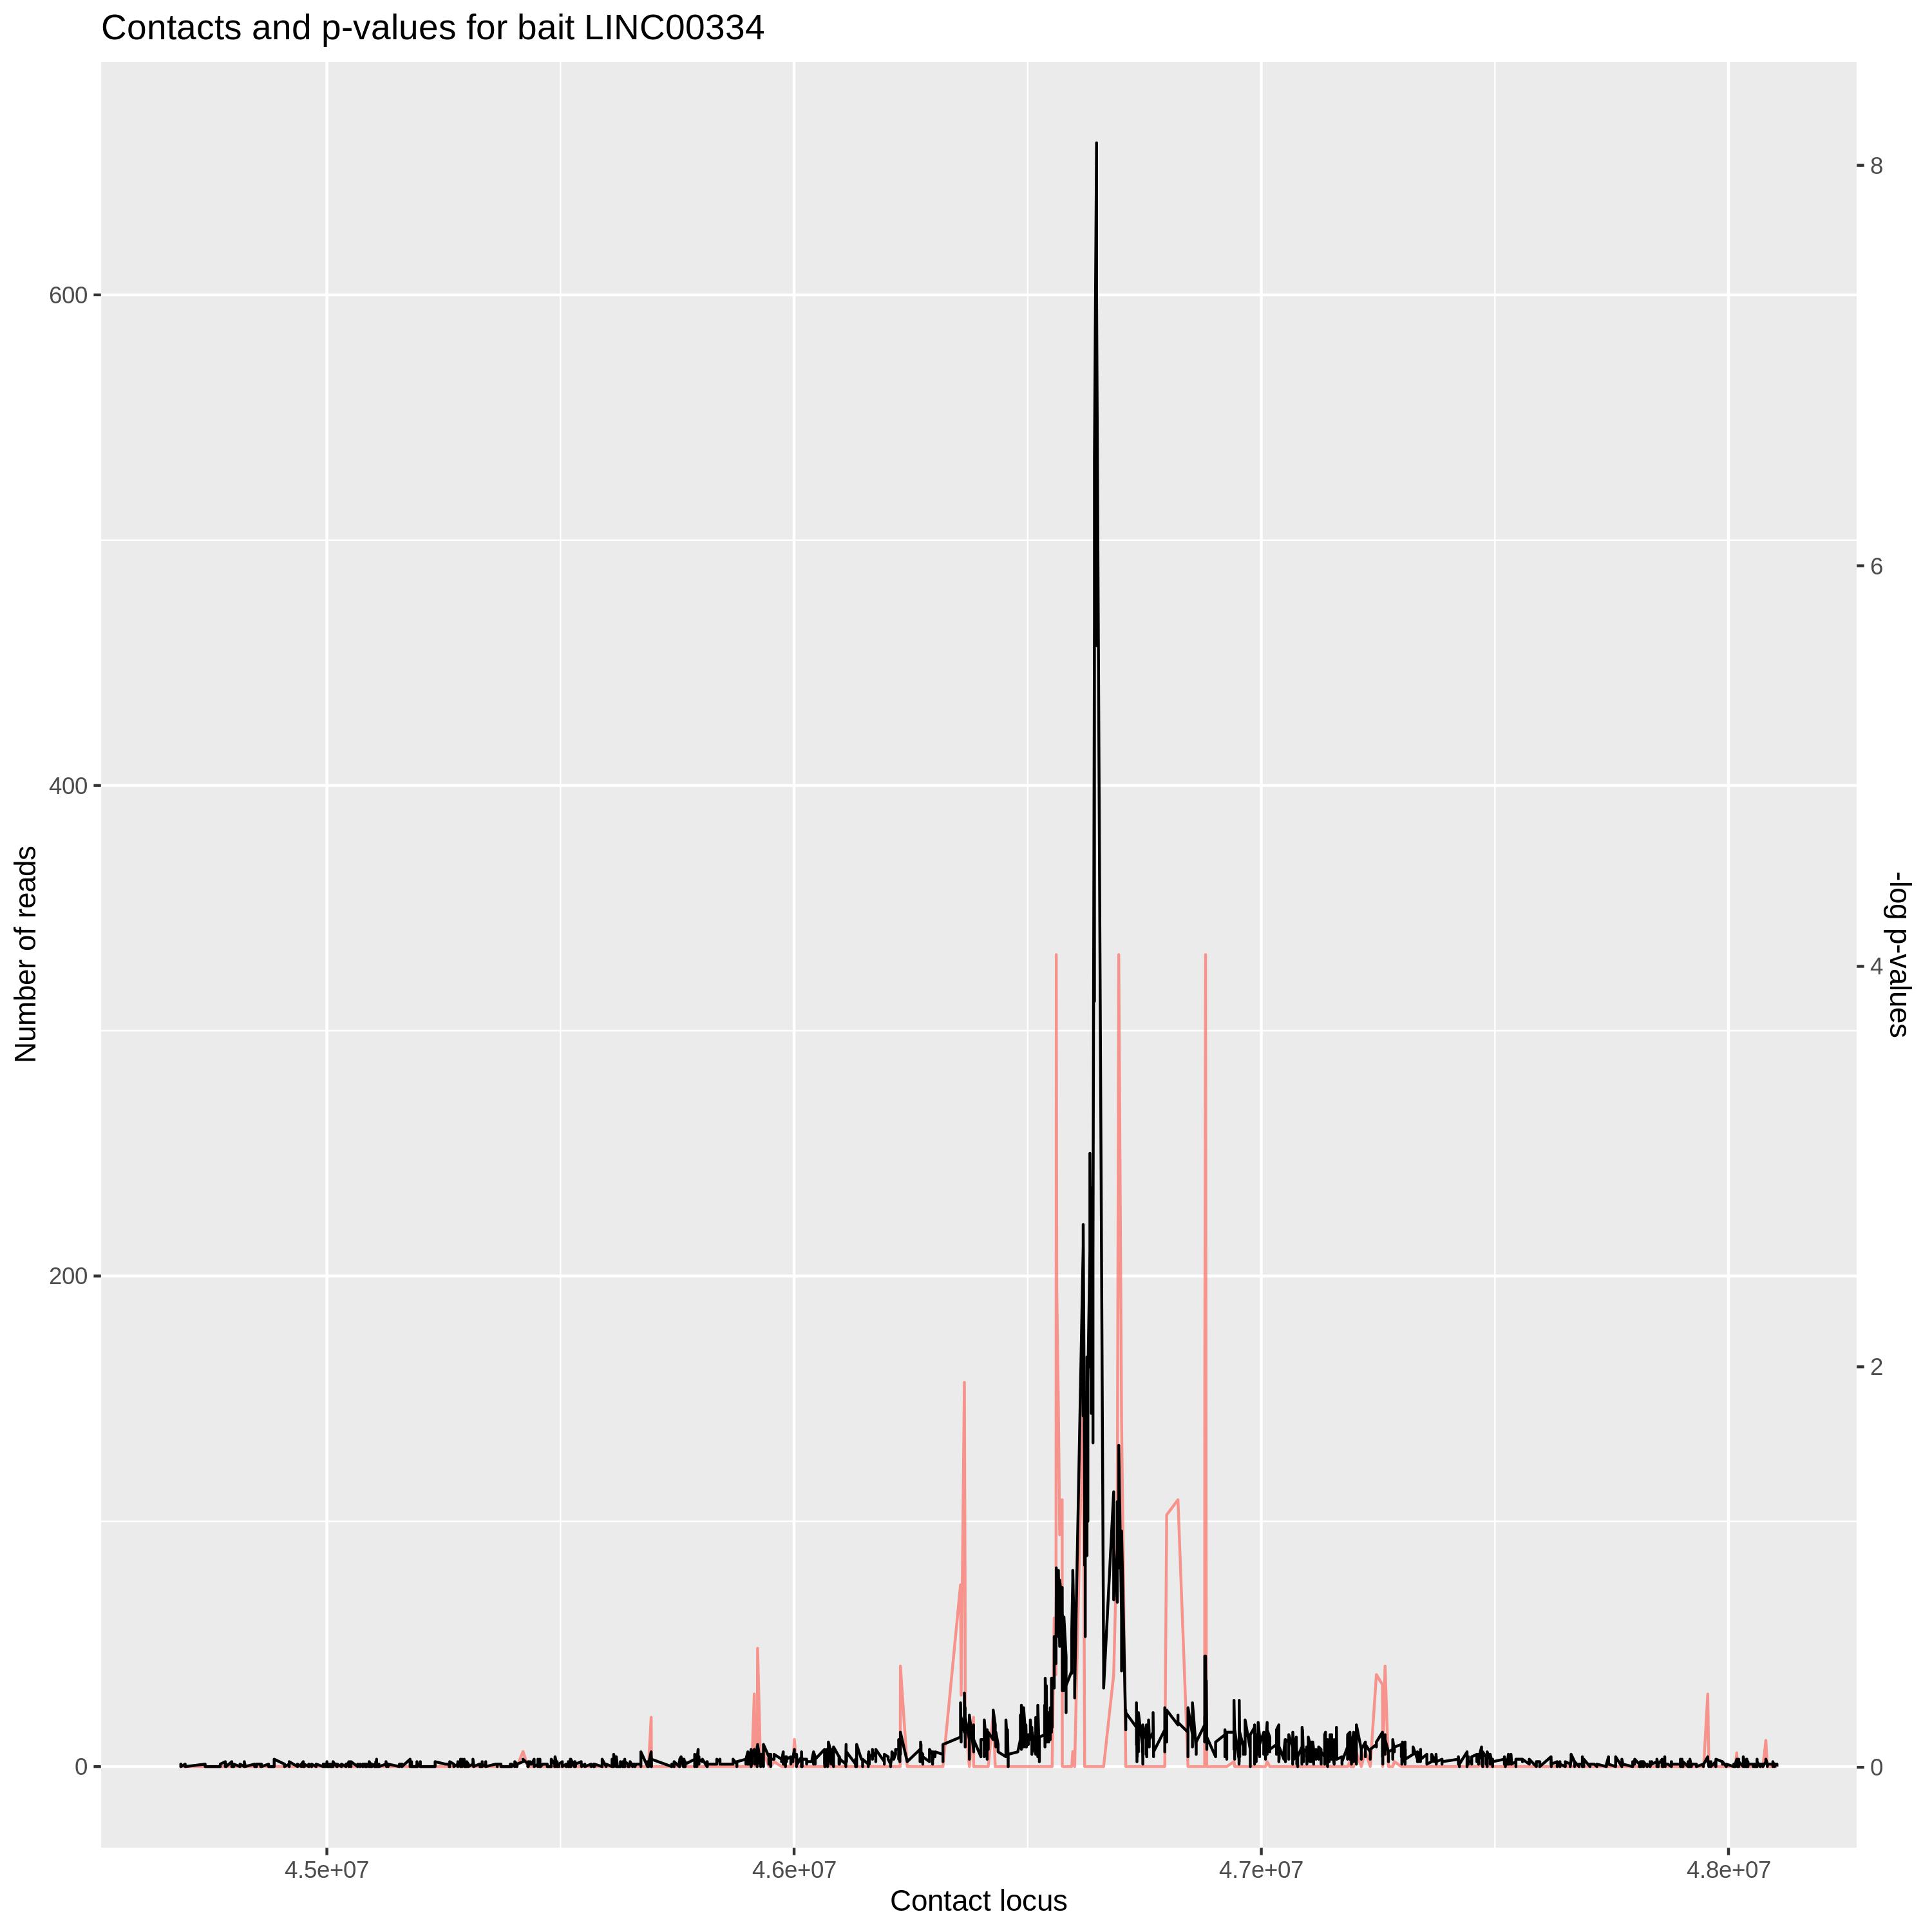 Contacts and p-values for bait LINC00334
600
400
200
0
8
6
4
2
0
Number of reads
-log p-values
4.5e+07
4.6e+07
4.7e+07
4.8e+07
Contact locus